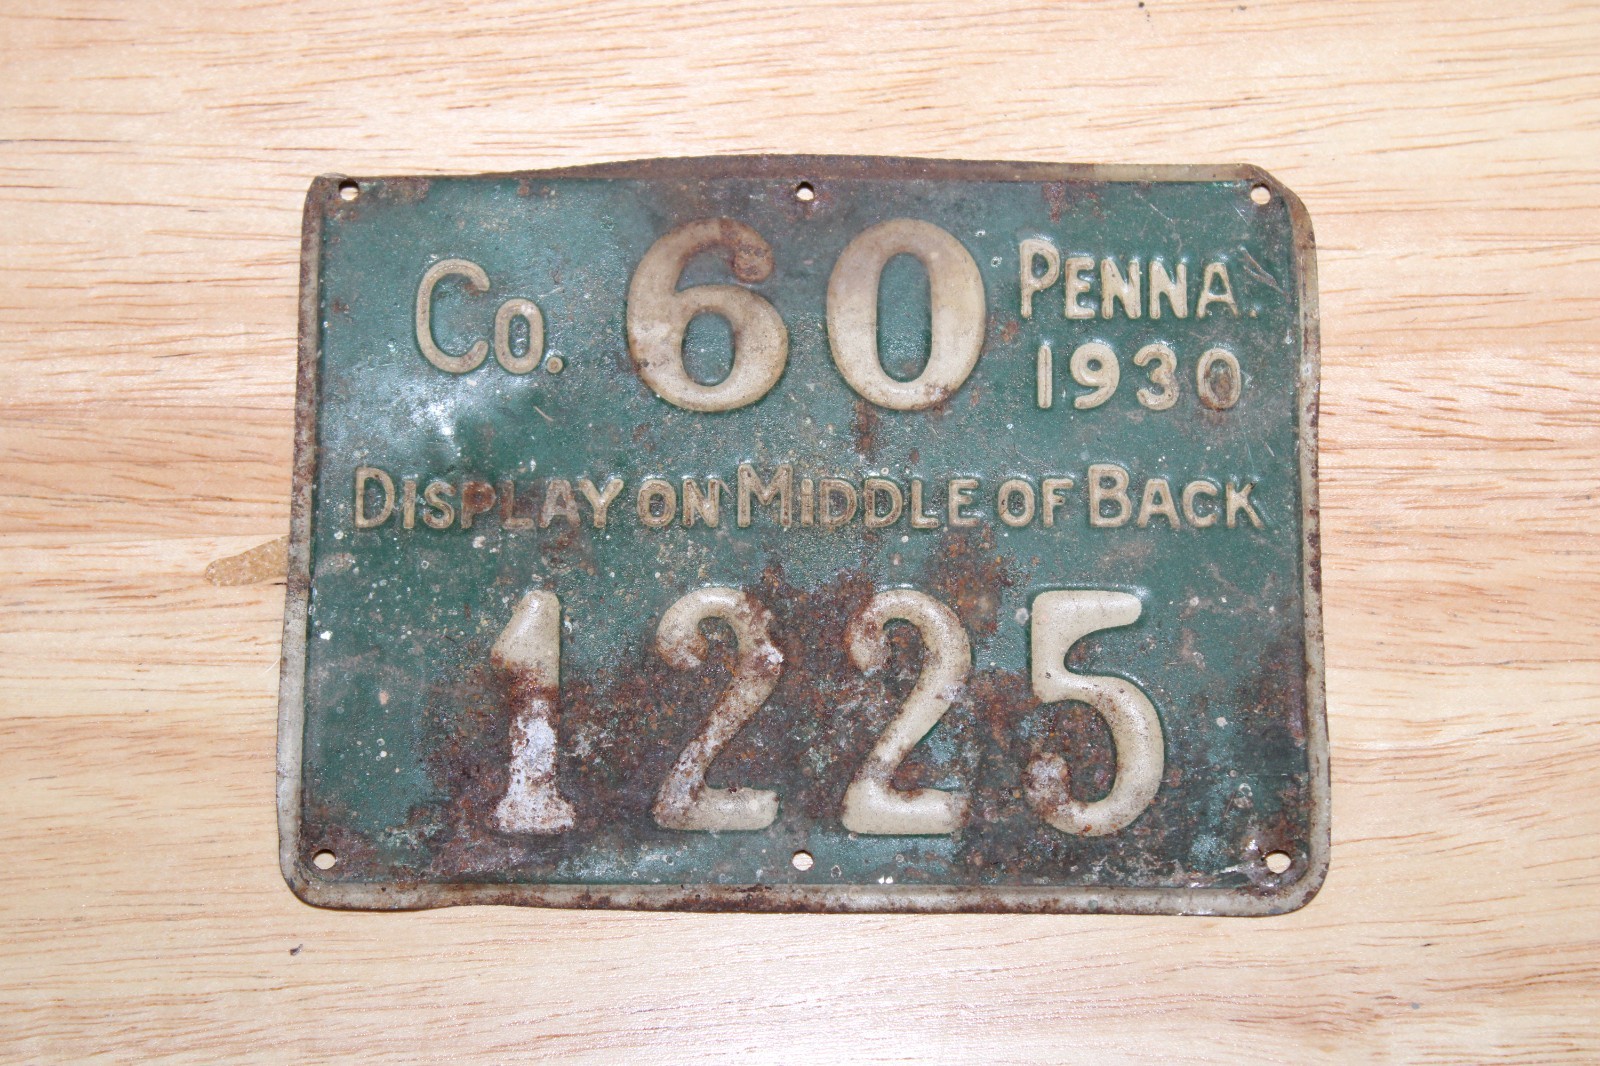 Co. 60 PENNA.
1930
DISPLAY ON MIDDLE OF BACK
1225